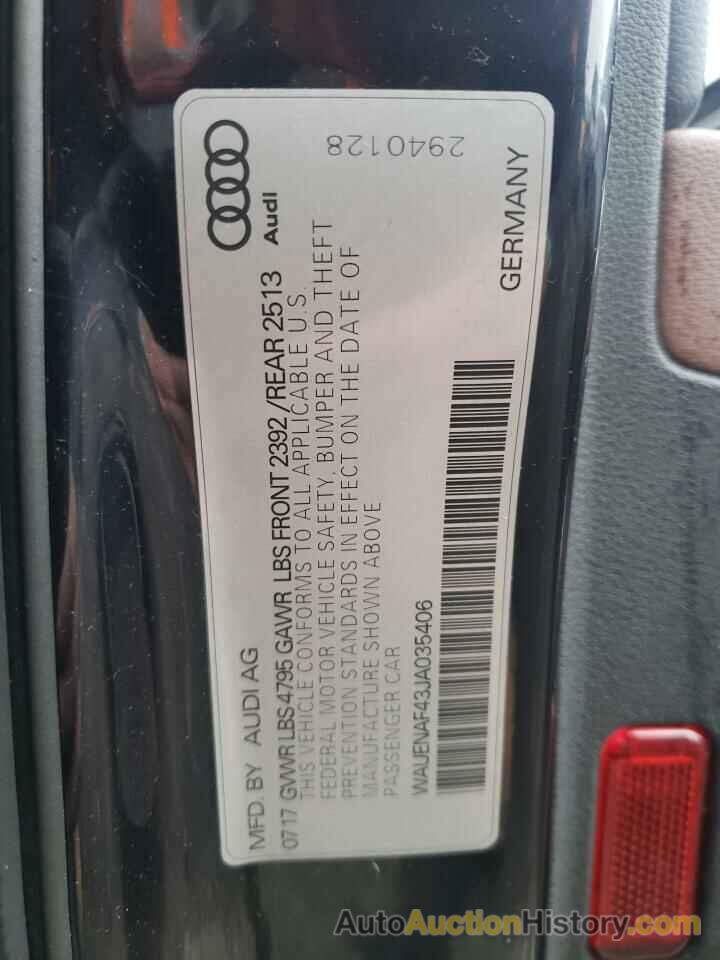 MFD. BY AUDI AG
Audi
0717 GVWR LBS 4795 GAWR LBS FRONT 2392 /REAR 2513
THIS VEHICLE CONFORMS TO ALL APPLICABLE U.S.
FEDERAL MOTOR VEHICLE SAFETY, BUMPER AND THEFT
PREVENTION STANDARDS IN EFFECT ON THE DATE OF
MANUFACTURE SHOWN ABOVE
PASSENGER CAR
2940128
WAUENAF43JA035406
GERMANY
AutoAuctionHistory.com